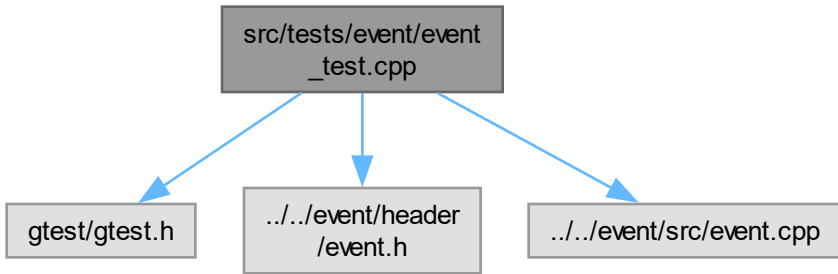 src/tests/event/event
_test.cpp
gtest/gtest.h
../../event/header
/event.h
../../event/src/event.cpp